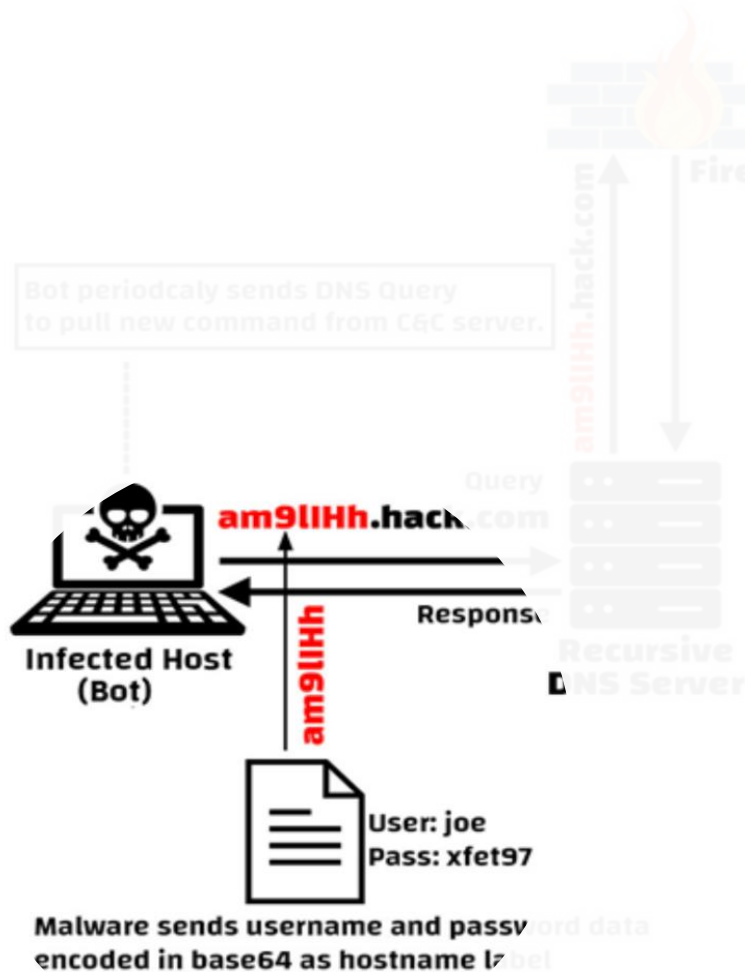 Fire
am9lIHh.hack.com
Bot periodcaly sends DNS Query
to pull new command from C&C server.
Query
am9lIHh.hack.com
Response
Infected Host
(Bot)
am9lIHh
Recursive
DNS Server
User: joe
Pass: xfet97
Malware sends username and password data
encoded in base64 as hostname label